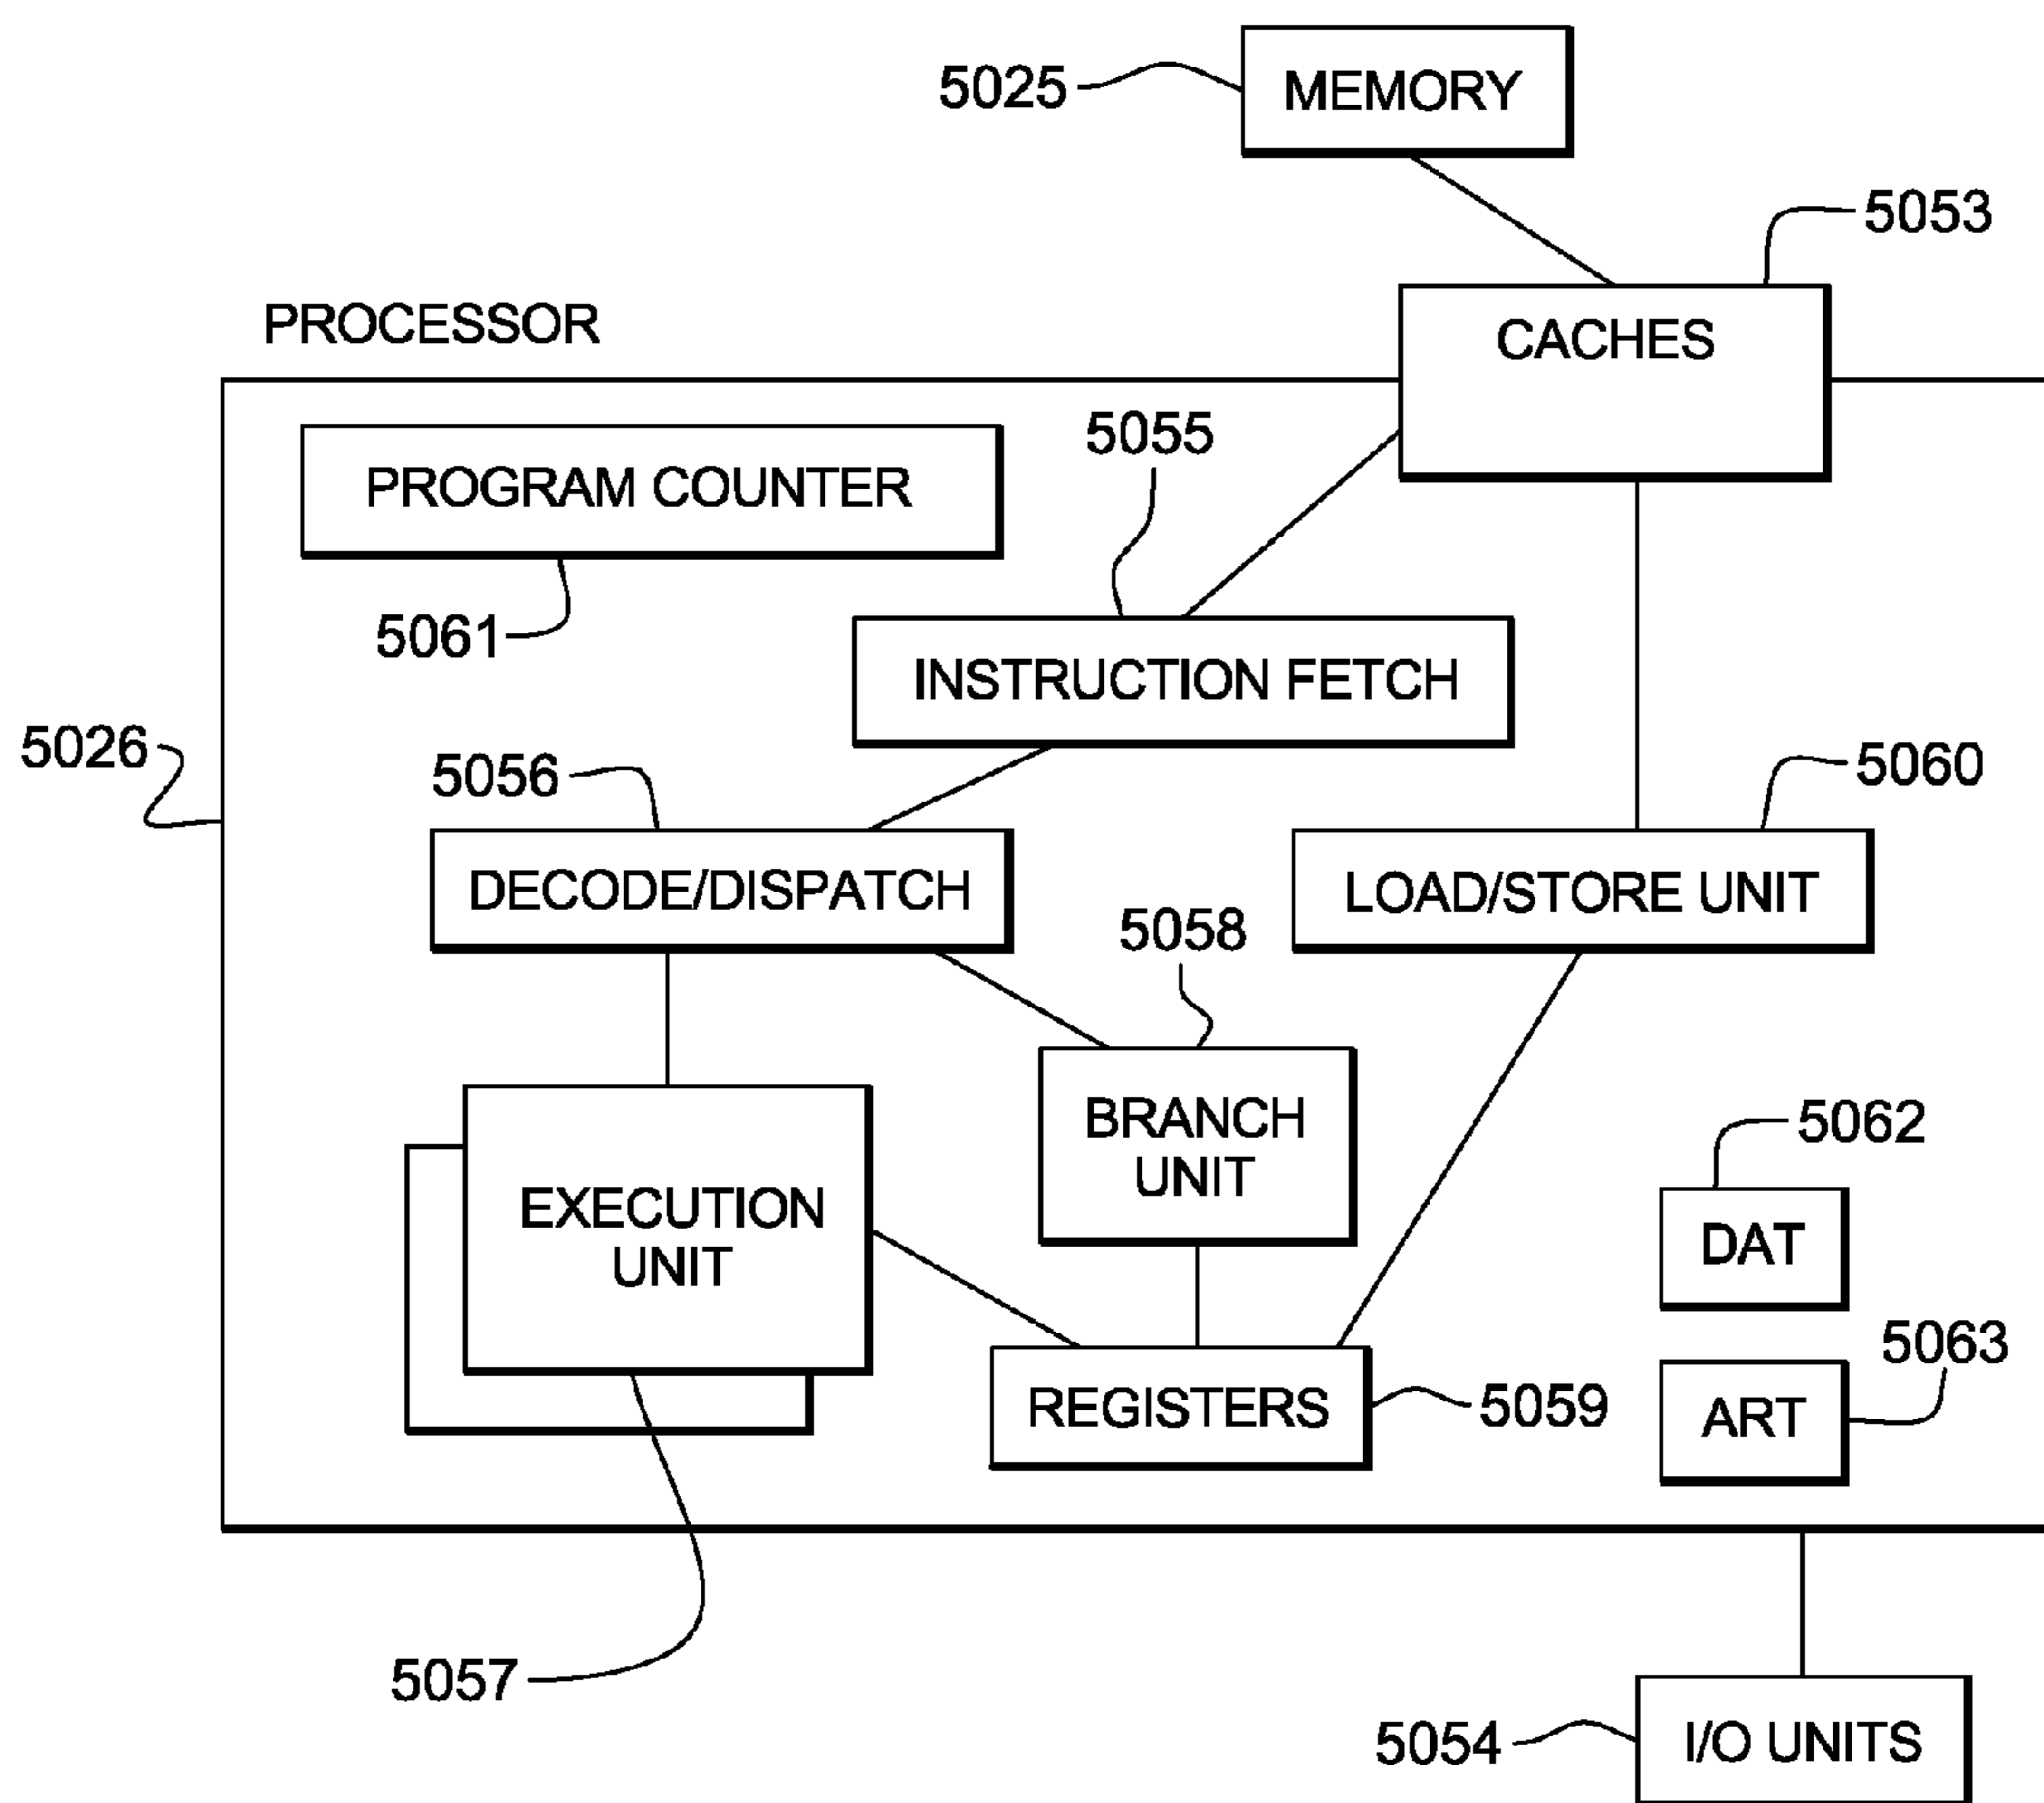 5025
MEMORY
5053
CACHES
PROCESSOR
PROGRAM COUNTER
5055
5061
INSTRUCTION FETCH
5026
5056
5060
DECODE/DISPATCH
LOAD/STORE UNIT
5058
BRANCH
UNIT
EXECUTION
UNIT
5062
DAT
REGISTERS
5059
5063
ART
5057
5054
I/O UNITS